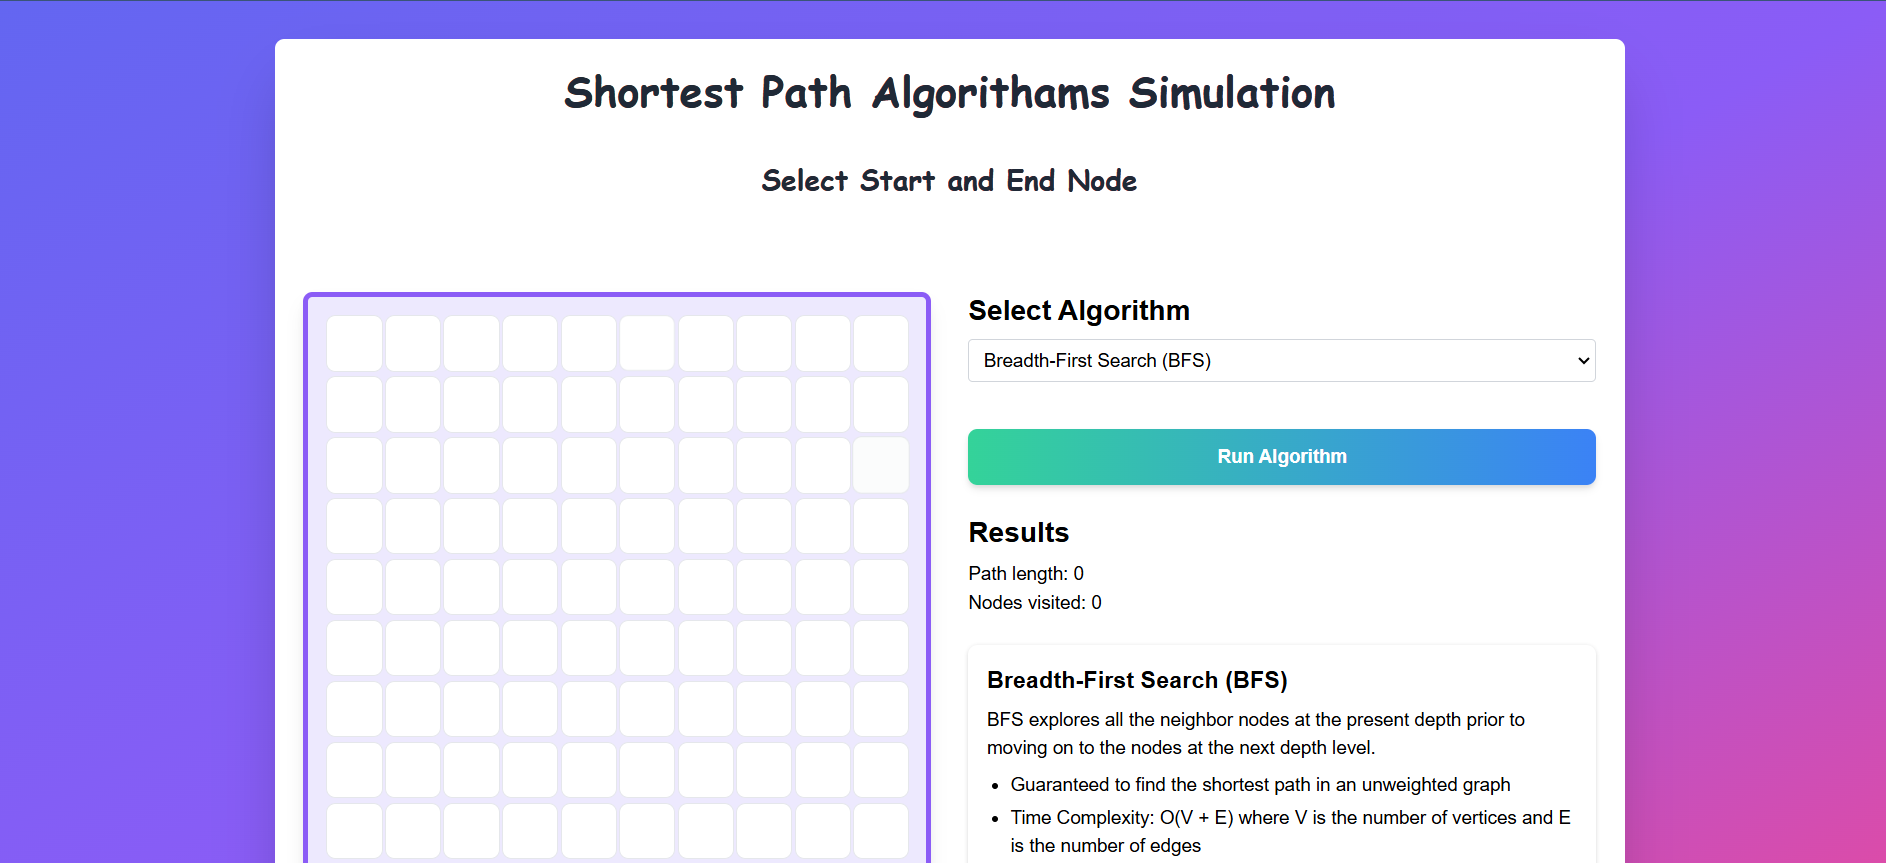 Shortest Path Algorithams Simulation
Select Start and End Node
Select Algorithm
Breadth-First Search (BFS)
Run Algorithm
Results
Path length: 0
Nodes visited: 0
Breadth-First Search (BFS)
BFS explores all the neighbor nodes at the present depth prior to
moving on to the nodes at the next depth level.
• Guaranteed to find the shortest path in an unweighted graph
• Time Complexity: O(V + E) where V is the number of vertices and E
is the number of edges